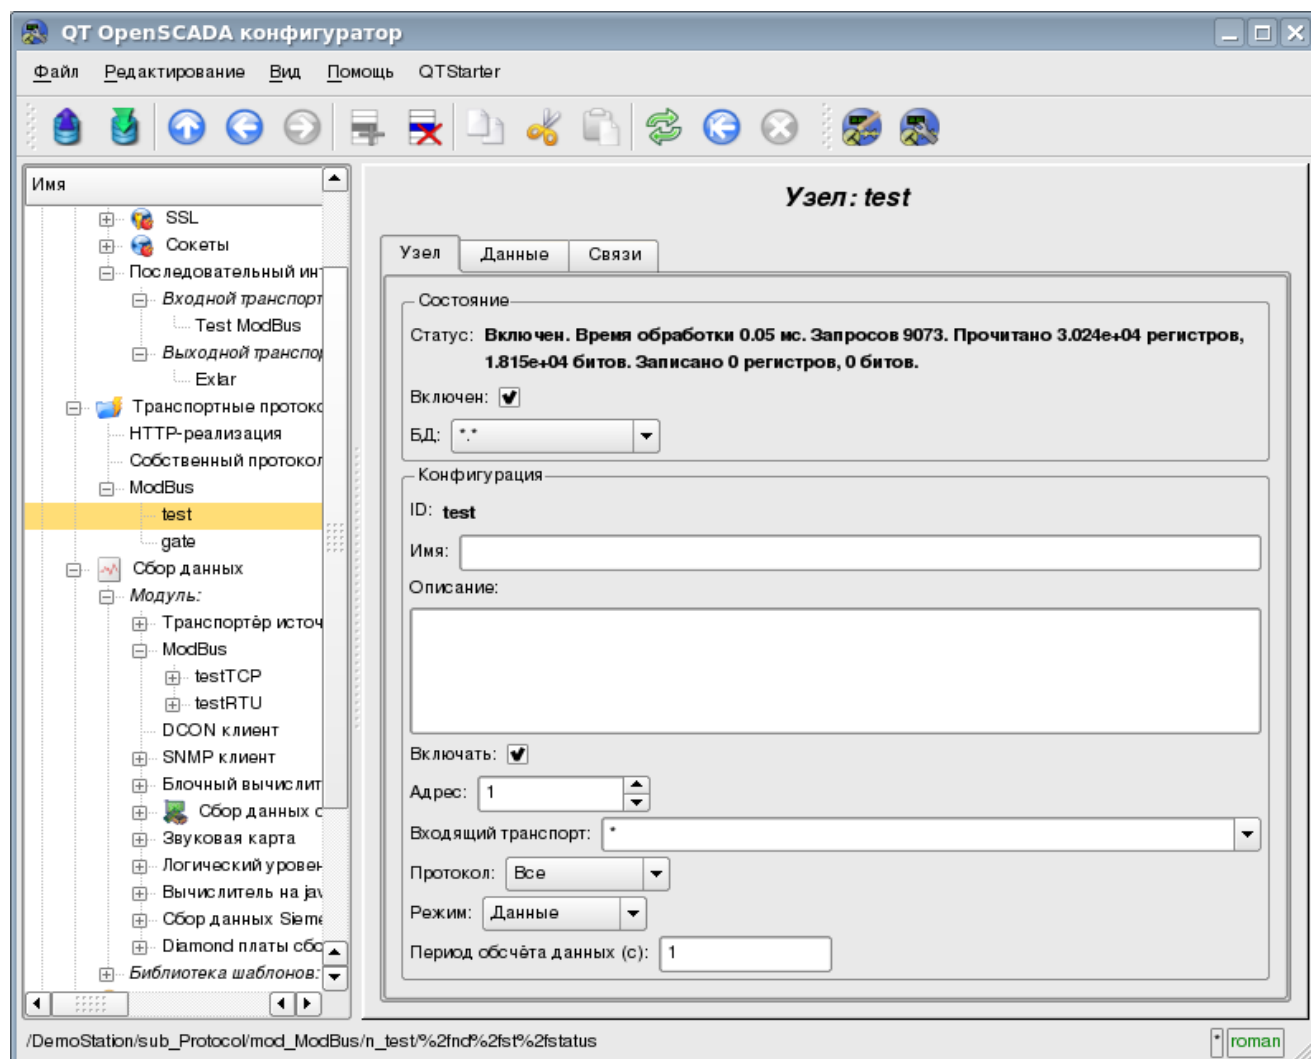 QT OpenSCADA конфигуратор
Файл Редактирование Вид Помощь QTStarter
Имя
SSL
Сокеты
Последовательный инт
Входной транспорт
Test ModBus
Выходной транспор
Exlar
Транспортные протоко
HTTP-реализация
Собственный протокол
ModBus
test
gate
Сбор данных
Модуль:
Транспортёр источ
ModBus
testTCP
testRTU
DCON клиент
SNMP клиент
Блочный вычислит
Сбор данных с
Звуковая карта
Логический уровен
Вычислитель на jav
Сбор данных Sieme
Diamond платы сбо
Библиотека шаблонов:
Узел: test
Узел Данные Связи
Состояние
Статус: Включен. Время обработки 0.05 мс. Запросов 9073. Прочитано 3.024e+04 регистров,
1.815e+04 битов. Записано 0 регистров, 0 битов.
Включен:
БД: *.*
Конфигурация
ID: test
Имя:
Описание:
Включать:
Адрес: 1
Входящий транспорт: *
Протокол: Все
Режим: Данные
Период обсчёта данных (с): 1
/DemoStation/sub_Protocol/mod_ModBus/n_test/%2fnd%2fst%2fstatus
* roman